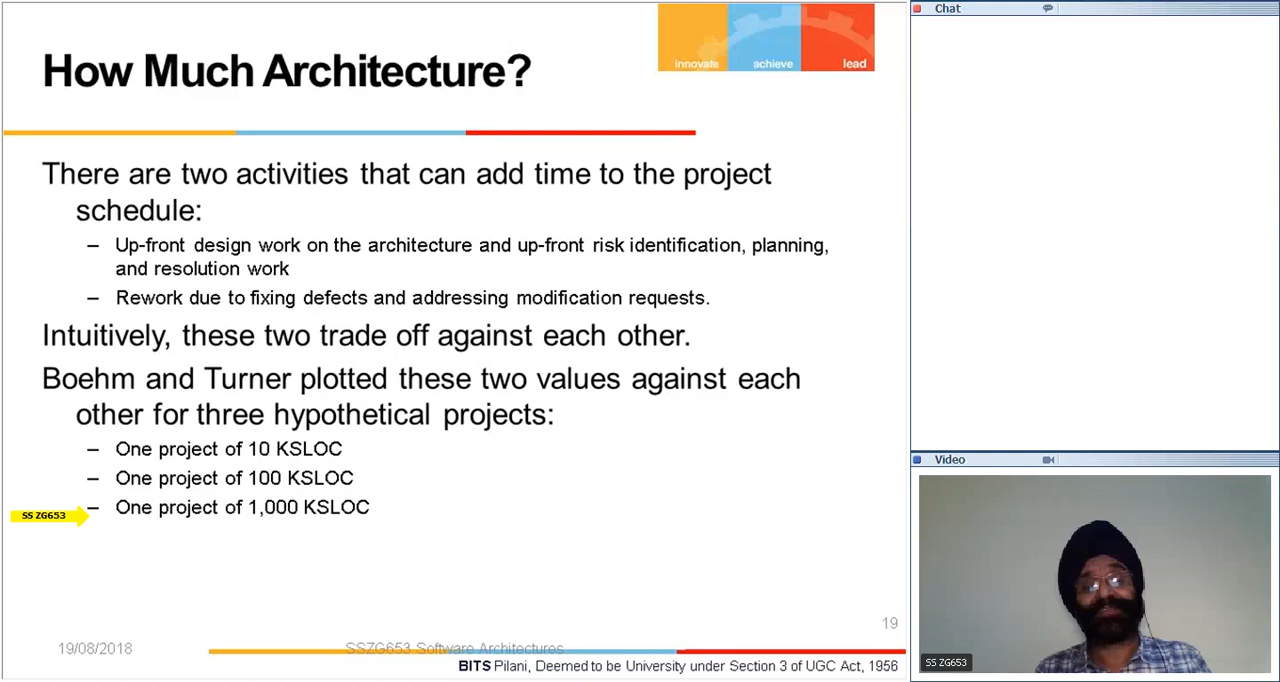 Chat
innovate achieve lead
How Much Architecture?
There are two activities that can add time to the project
schedule:
– Up-front design work on the architecture and up-front risk identification, planning,
and resolution work
– Rework due to fixing defects and addressing modification requests.
Intuitively, these two trade off against each other.
Boehm and Turner plotted these two values against each
other for three hypothetical projects:
– One project of 10 KSLOC
– One project of 100 KSLOC
– One project of 1,000 KSLOC
SS ZG653
19
19/08/2018
SSZG653 Software Architectures
BITS Pilani, Deemed to be University under Section 3 of UGC Act, 1956
Video
SS ZG653